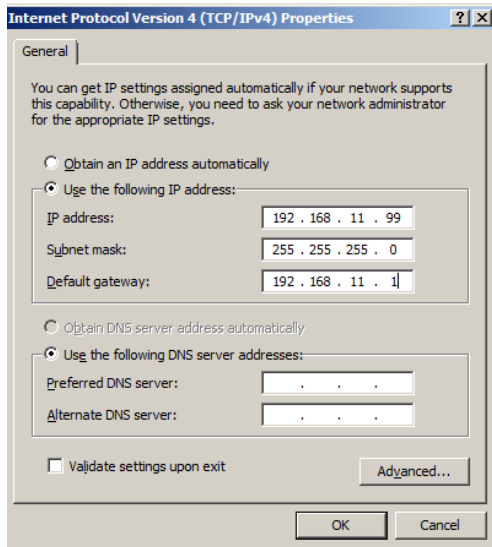 Internet Protocol Version 4 (TCP/IPv4) Properties ? X
General
You can get IP settings assigned automatically if your network supports
this capability. Otherwise, you need to ask your network administrator
for the appropriate IP settings.
Obtain an IP address automatically
Use the following IP address:
IP address: 192 . 168 . 11 . 99
Subnet mask: 255 . 255 . 255 . 0
Default gateway: 192 . 168 . 11 . 1
Obtain DNS server address automatically
Use the following DNS server addresses:
Preferred DNS server: . . .
Alternate DNS server: . . .
Validate settings upon exit
Advanced...
OK Cancel